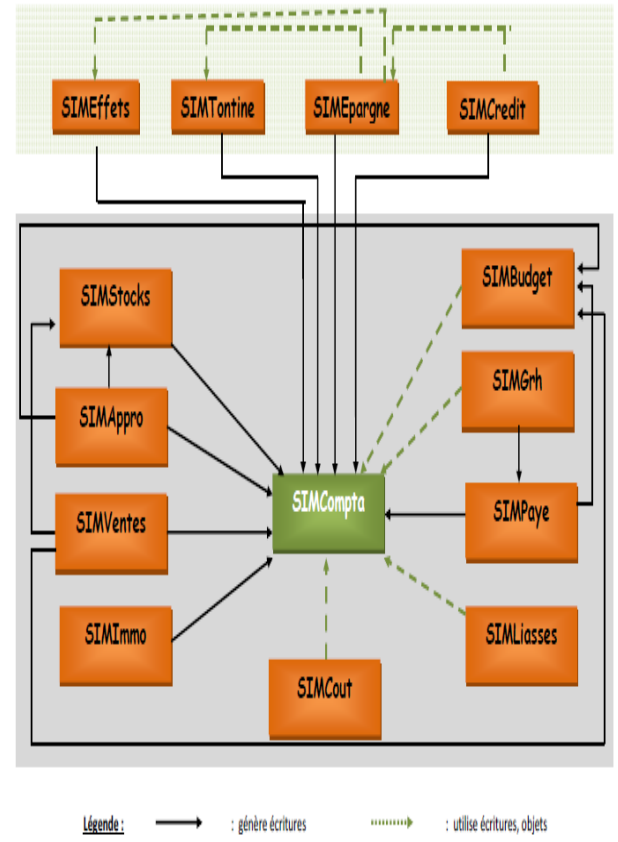 SIMEffets
SIMTontine
SIMEpargne
SIMCredit
SIMStocks
SIMBudget
SIMAppro
SIMGrh
SIMCompta
SIMVentes
SIMPaye
SIMImmo
SIMLiasses
SIMCout
Légende : : génère écritures : utilise écritures, objets